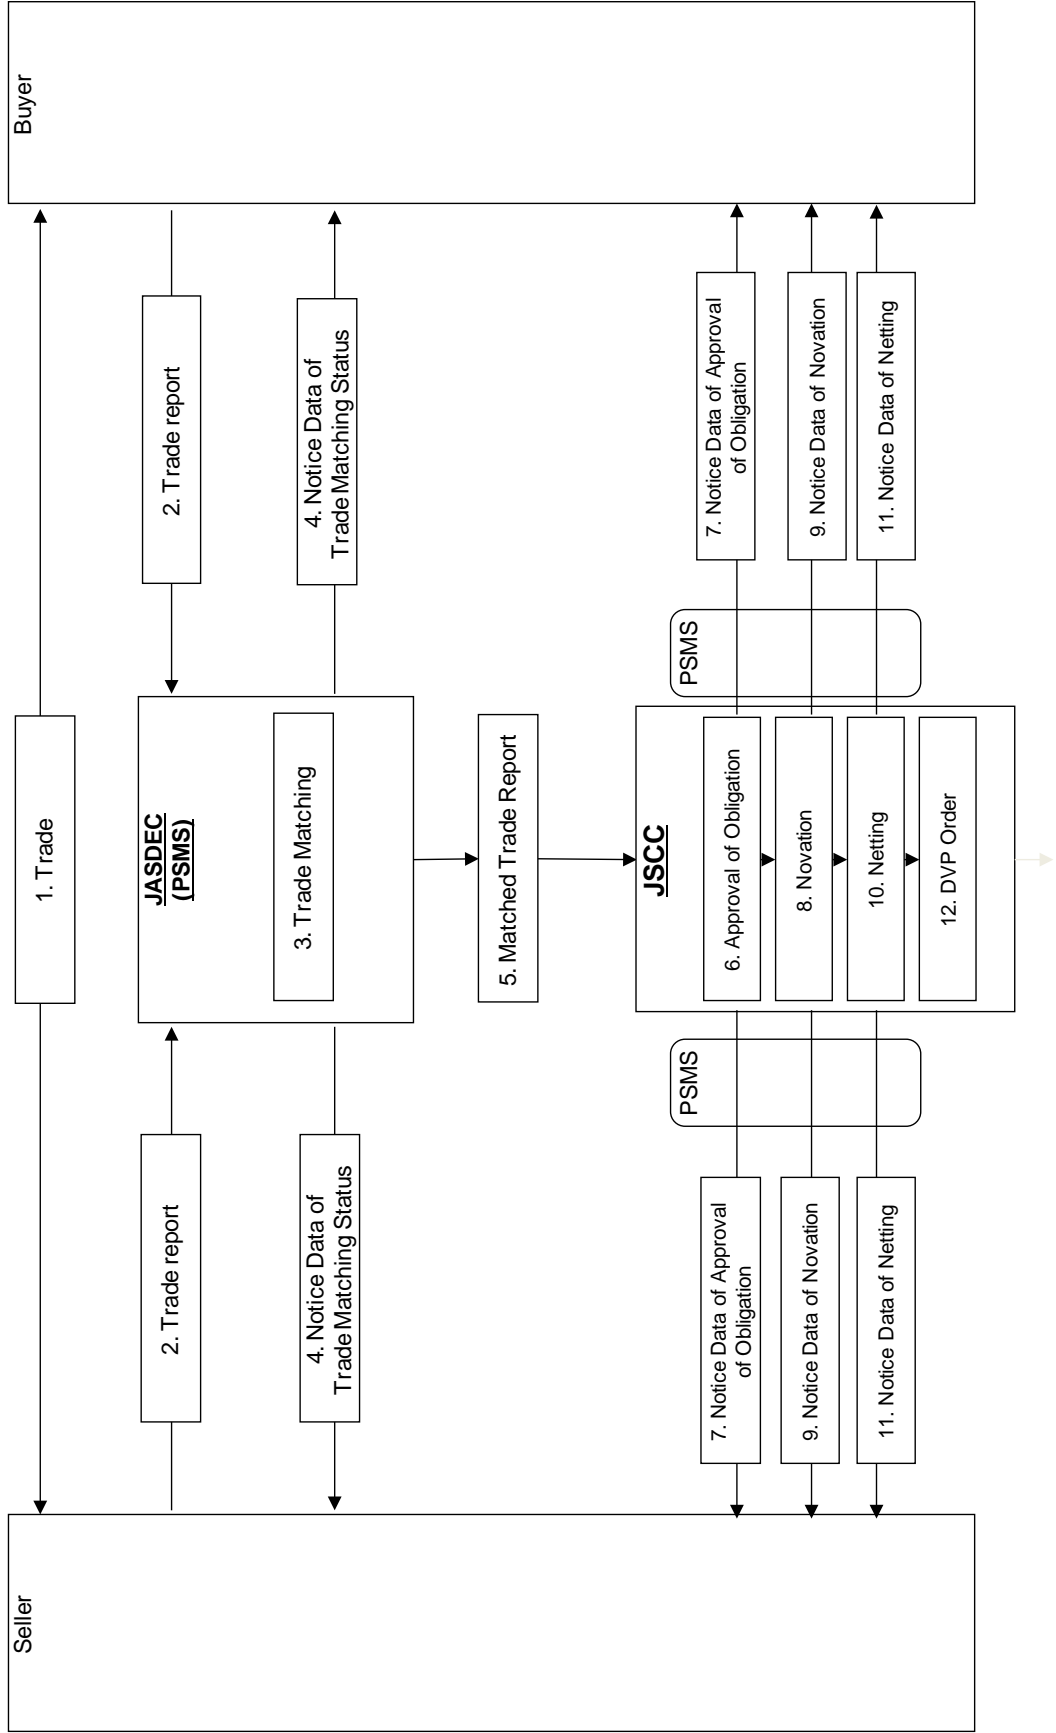 Seller
Buyer
1. Trade
2. Trade report
JASDEC
(PSMS)
2. Trade report
3. Trade Matching
4. Notice Data of
Trade Matching Status
4. Notice Data of
Trade Matching Status
5. Matched Trade Report
JSCC
PSMS
PSMS
7. Notice Data of Approval
of Obligation
6. Approval of Obligation
7. Notice Data of Approval
of Obligation
9. Notice Data of Novation
8. Novation
9. Notice Data of Novation
11. Notice Data of Netting
10. Netting
11. Notice Data of Netting
12. DVP Order